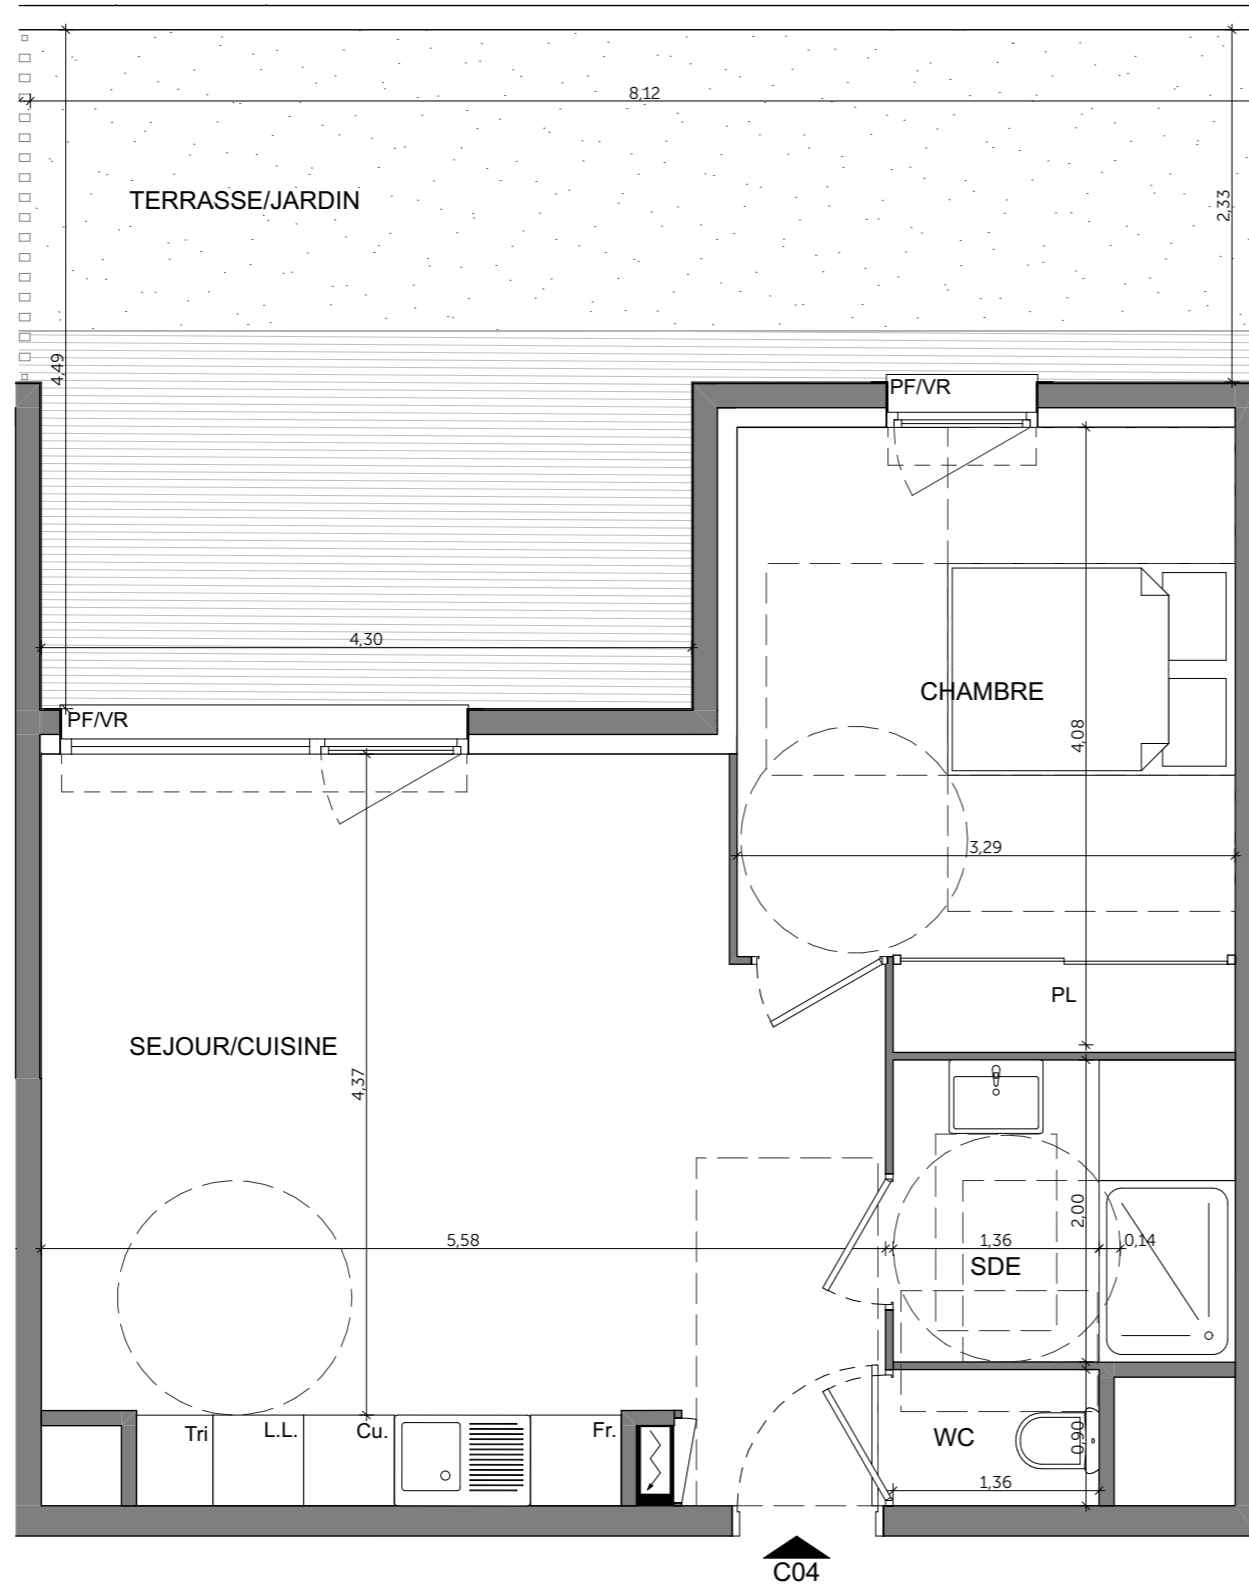 8,12
TERRASSE/JARDIN
2,33
4,49
PF/VR
4,30
PF/VR
CHAMBRE
4,08
3,29
PL
SEJOUR/CUISINE
4,37
5,58
2,00
1,36
0,14
SDE
Tri
L.L.
Cu.
Fr.
WC
0,90
1,36
C04